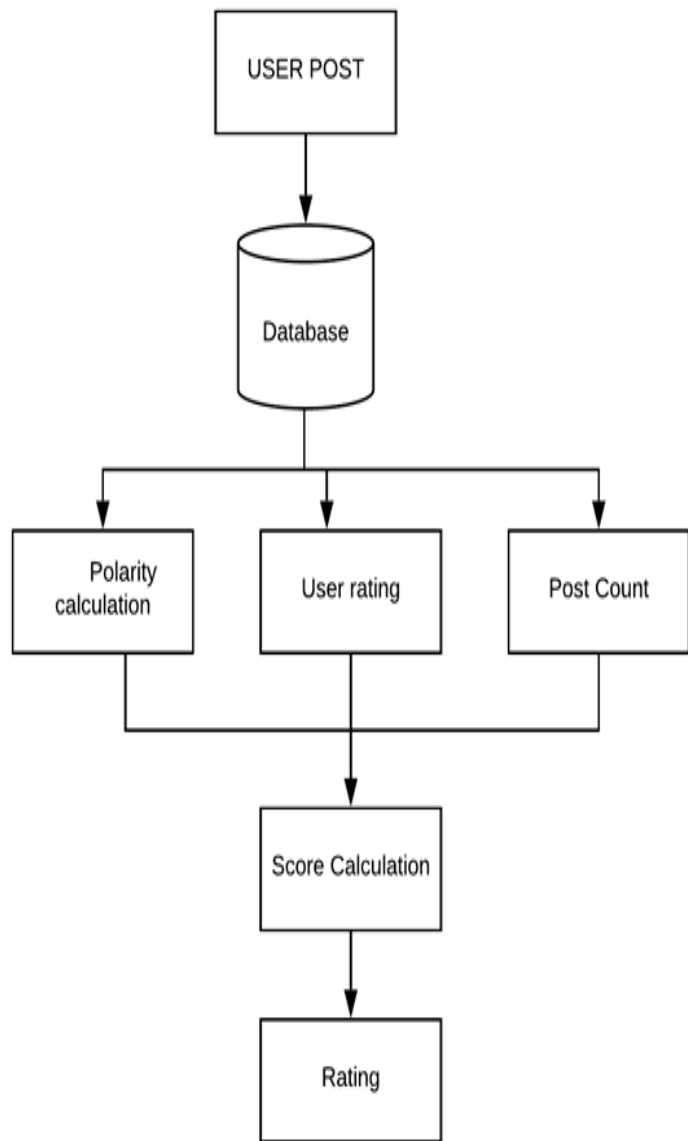 USER POST
Database
Polarity
calculation
User rating
Post Count
Score Calculation
Rating